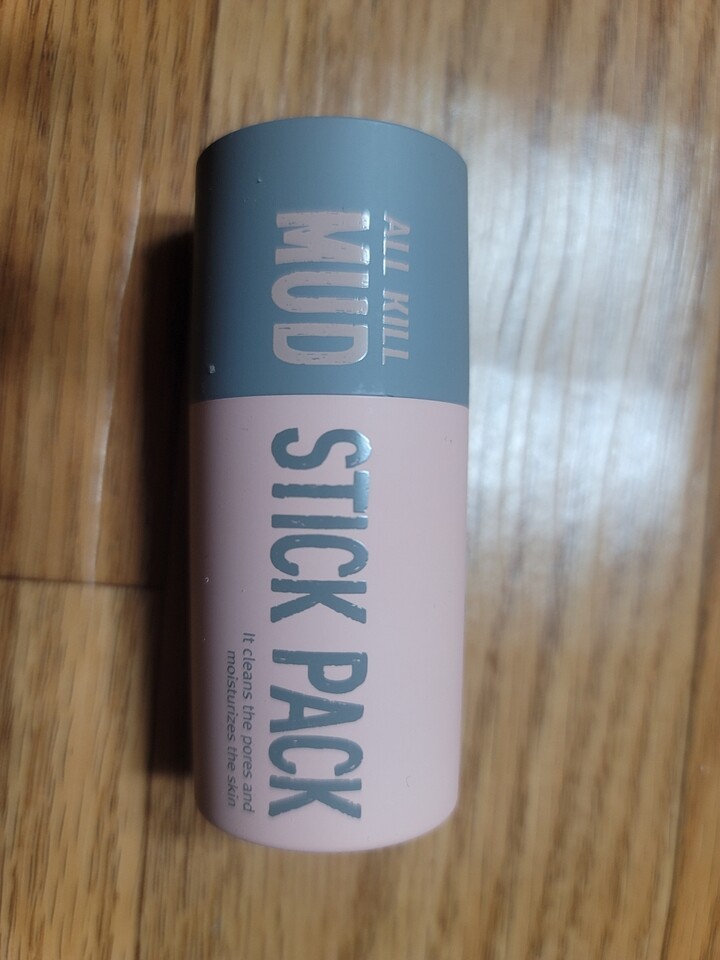 ALL KILL
MUD STICK PACK
It cleans the pores and
moisturizes the skin